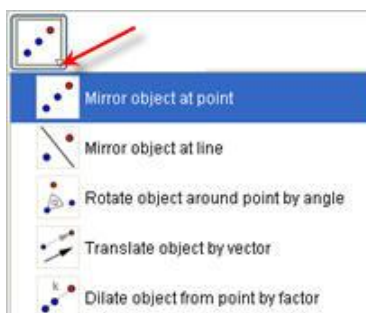 Mirror object at point
Mirror object at line
Rotate object around point by angle
Translate object by vector
k
Dilate object from point by factor